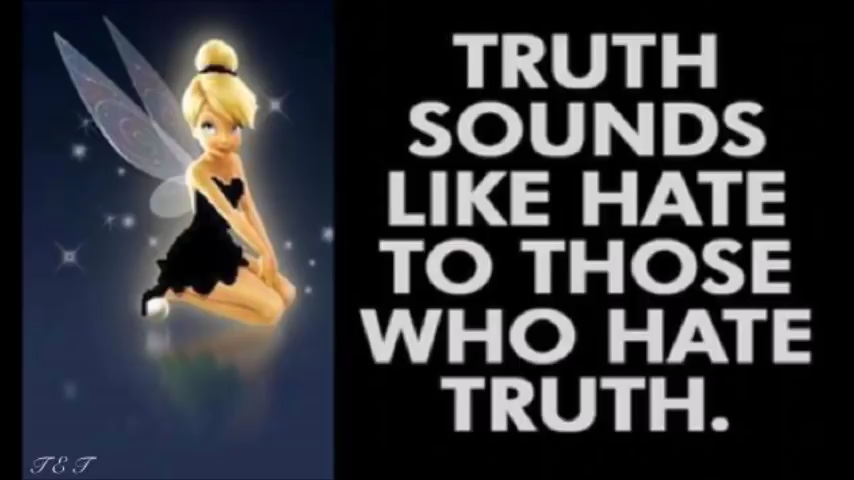 TRUTH
SOUNDS
LIKE HATE
TO THOSE
WHO HATE
TRUTH.
T&T